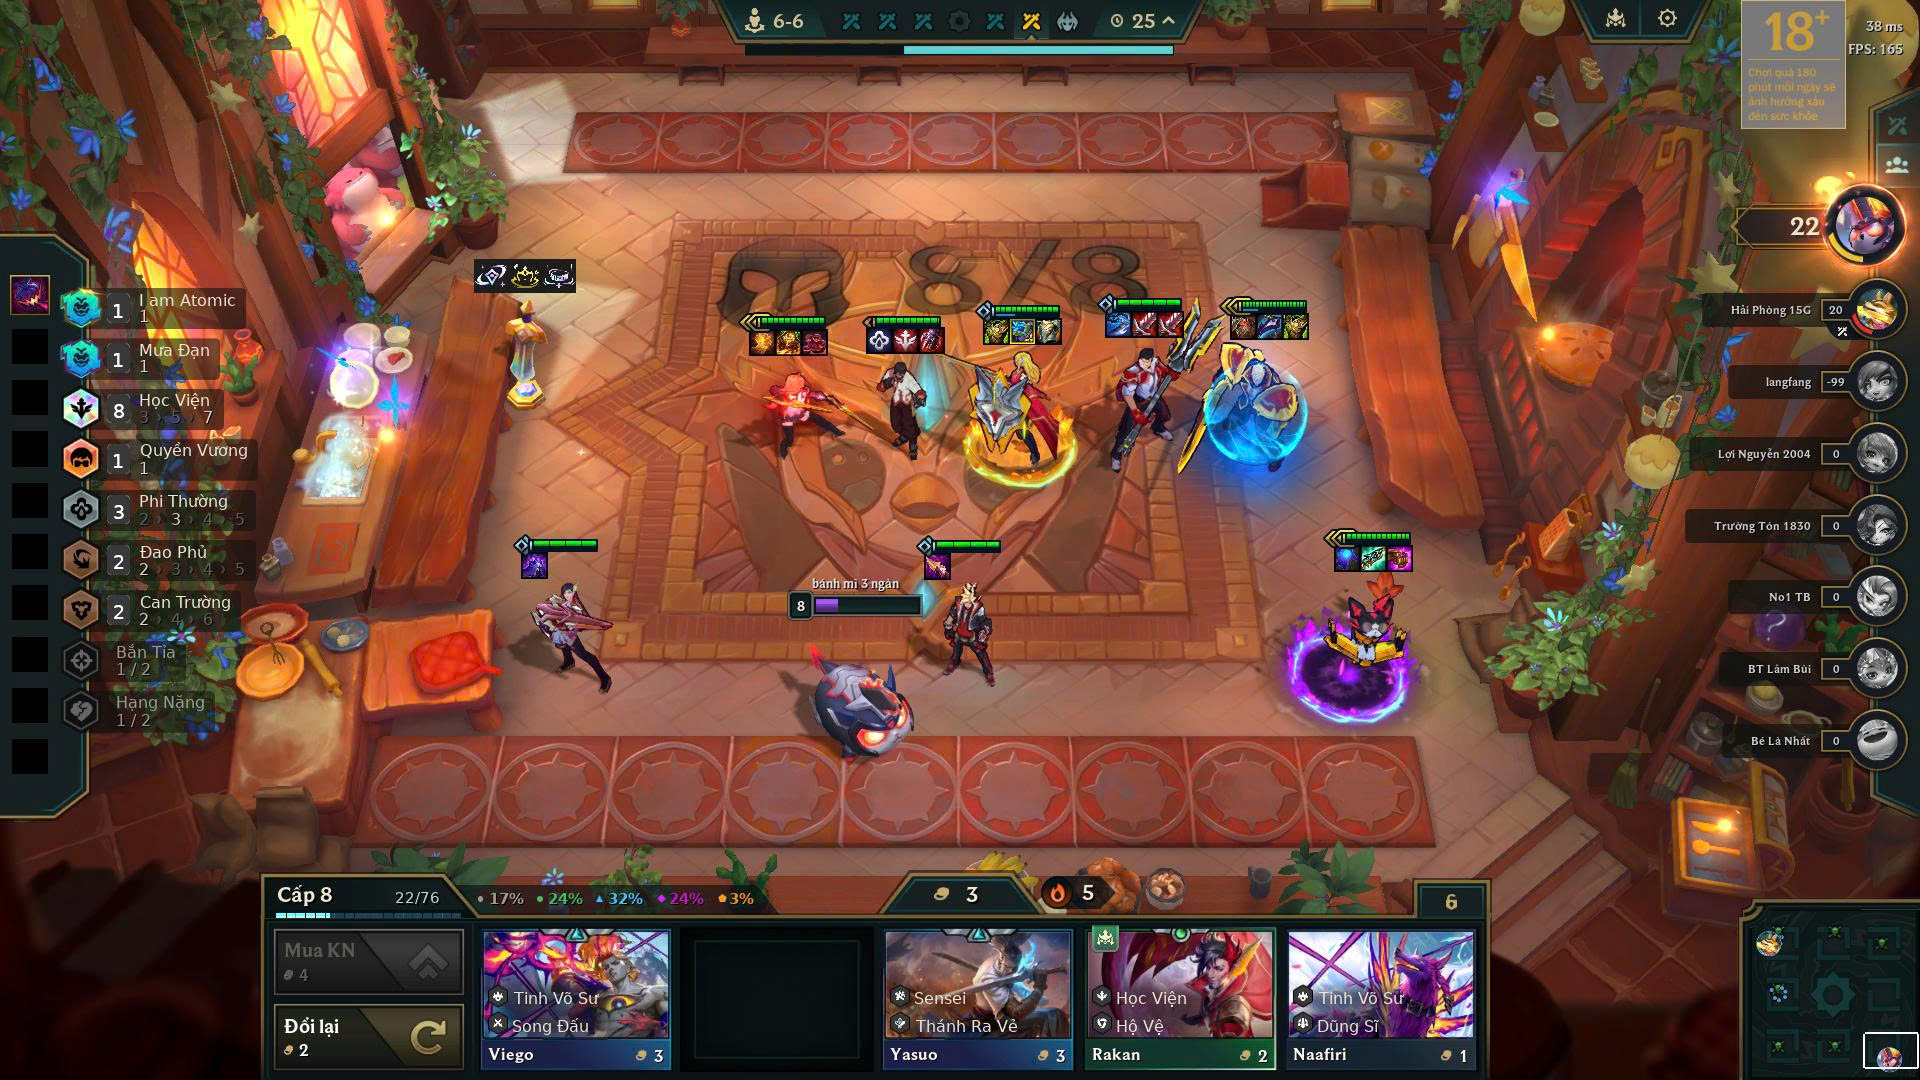 6-6
25
18+
Chơi quá 180
phút mỗi ngày sẽ
ảnh hưởng xấu
đến sức khỏe
38 ms
FPS: 165
22
Hải Phòng 15G
20
langfang
-99
Lợi Nguyễn 2004
0
Trường Tón 1830
0
No1 TB
0
BT Lâm Bùi
0
Bé Là Nhất
0
1
I am Atomic
1
1
Mưa Đạn
1
8
Học Viện
3 › 5 › 7
1
Quyền Vương
1
3
Phi Thường
2 › 3 › 4 › 5
2
Đao Phủ
2 › 3 › 4 › 5
2
Can Trường
2 › 4 › 6
Bắn Tỉa
1 / 2
Hạng Nặng
1 / 2
8/8
bánh mì 3 ngàn
8
Cấp 8
22/76
17%
24%
32%
24%
3%
3
5
6
Mua KN
4
Đổi lại
2
Tinh Võ Sư
Song Đấu
Viego
3
Sensei
Thánh Ra Vẻ
Yasuo
3
Học Viện
Hộ Vệ
Rakan
2
Tinh Võ Sư
Dũng Sĩ
Naafiri
1